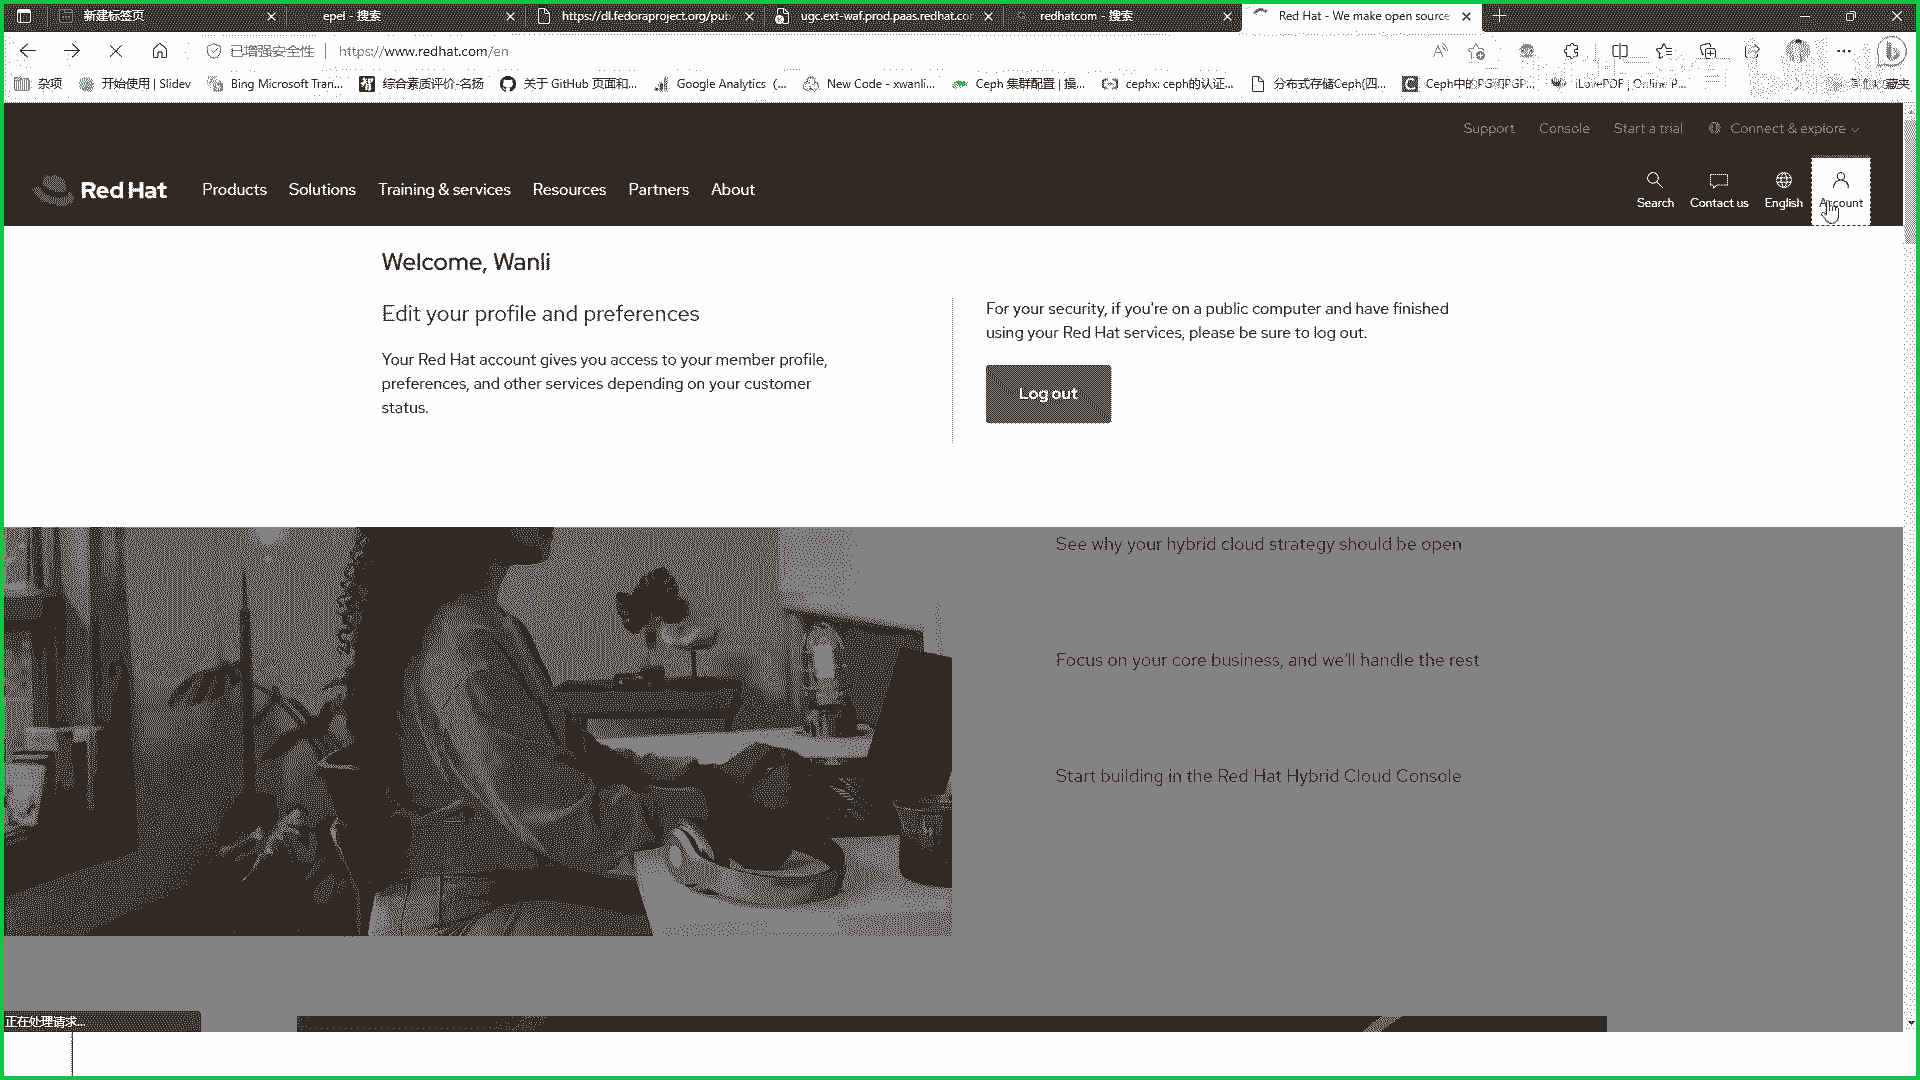 新建标签页
epel - 搜索
https://dl.fedoraproject.org/pub/
ugc.ext-waf.prod.paas.redhat.cor
redhatcom - 搜索
Red Hat - We make open source
已增强安全性
https://www.redhat.com/en
杂项
开始使用 | Slidev
Bing Microsoft Tran...
综合素质评价-名扬
关于 GitHub 页面和...
Google Analytics (...
New Code - xwanli...
Ceph 集群配置 | 操...
cephx: ceph的认证...
分布式存储Ceph(四...
Ceph中的PG和PGP...
iLovePDF | Online P...
Support
Console
Start a trial
Connect & explore
Red Hat
Products
Solutions
Training & services
Resources
Partners
About
Search
Contact us
English
Account
Welcome, Wanli
Edit your profile and preferences
Your Red Hat account gives you access to your member profile,
preferences, and other services depending on your customer
status.
For your security, if you're on a public computer and have finished
using your Red Hat services, please be sure to log out.
Log out
See why your hybrid cloud strategy should be open
Focus on your core business, and we'll handle the rest
Start building in the Red Hat Hybrid Cloud Console
正在处理请求...